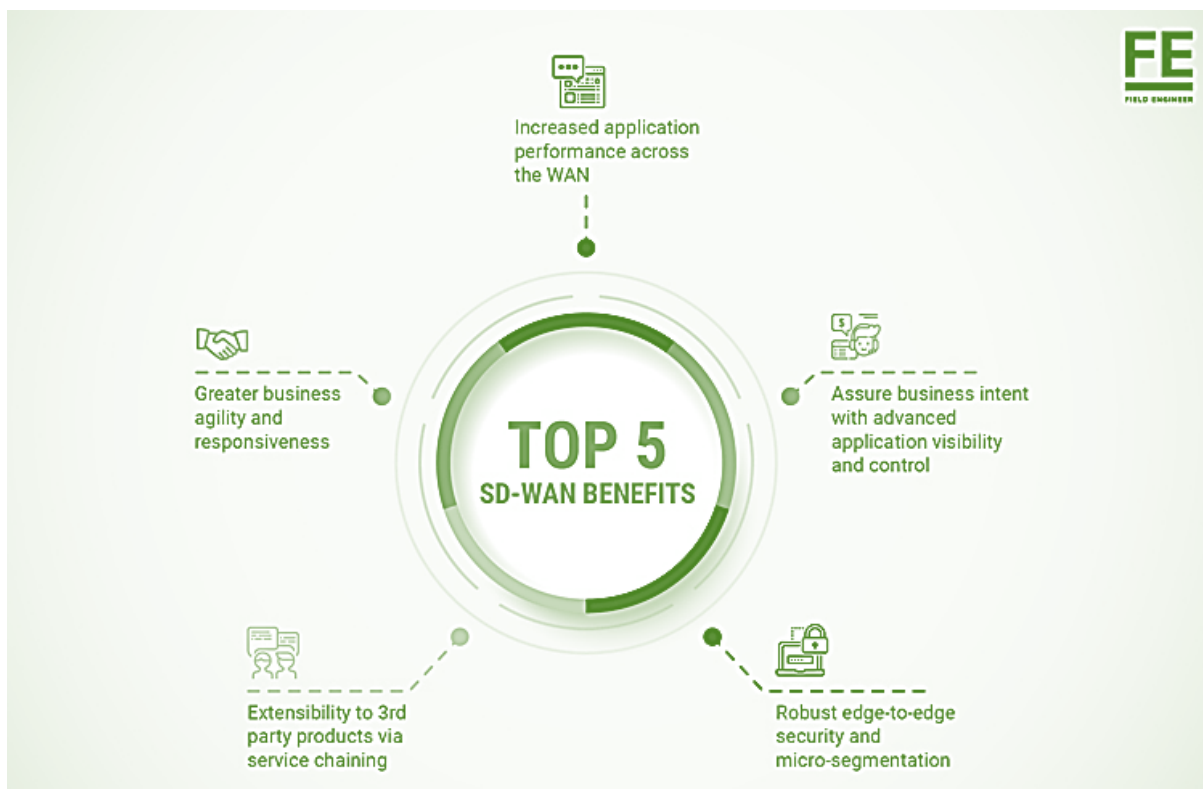 FE
FIELD ENGINEER
Increased application
performance across
the WAN
Greater business
agility and
responsiveness
$
Assure business intent
with advanced
application visibility
and control
TOP 5
SD-WAN BENEFITS
Extensibility to 3rd
party products via
service chaining
Robust edge-to-edge
security and
micro-segmentation